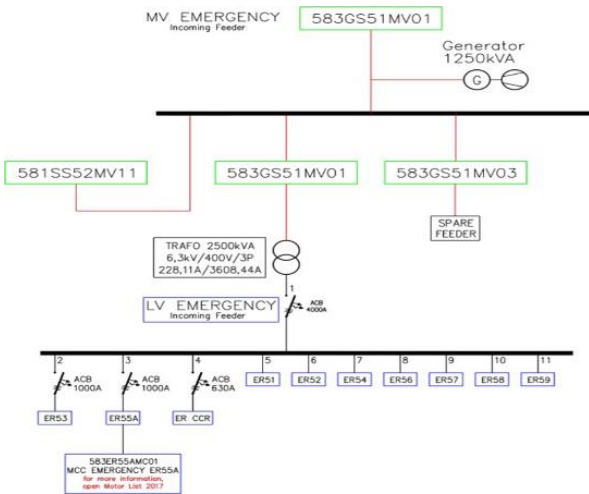 MV EMERGENCY
Incoming Feeder
583GS51MV01
Generator
1250kVA
G
581SS52MV11
583GS51MV01
583GS51MV03
SPARE
FEEDER
TRAFO 2500kVA
6,3kV/400V/3P
228,11A/3608,44A
1
LV EMERGENCY
Incoming Feeder
ACB
4000A
2
3
4
5
6
7
8
9
10
11
ACB
1000A
ACB
1000A
ACB
630A
ER51
ER52
ER54
ER56
ER57
ER58
ER59
ER53
ER55A
ER CCR
583ER55AMC01
MCC EMERGENCY ER55A
for more information,
open Motor List 2017